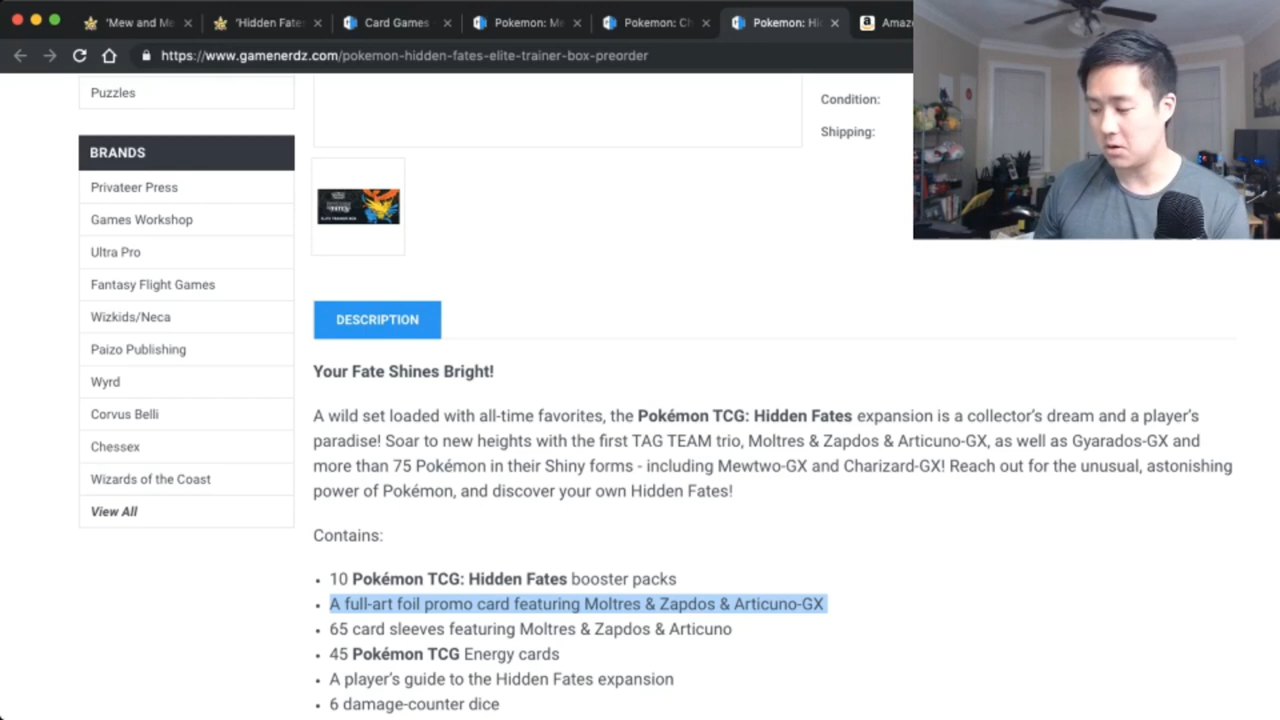 'Mew and Me
'Hidden Fate
Card Games
Pokemon: Me
Pokemon: Ch
Pokemon: Hid
Amaz
https://www.gamenerdz.com/pokemon-hidden-fates-elite-trainer-box-preorder
Puzzles
BRANDS
Privateer Press
Games Workshop
Ultra Pro
Fantasy Flight Games
Wizkids/Neca
Paizo Publishing
Wyrd
Corvus Belli
Chessex
Wizards of the Coast
View All
Condition:
Shipping:
ELITE TRAINER BOX
DESCRIPTION
Your Fate Shines Bright!
A wild set loaded with all-time favorites, the Pokémon TCG: Hidden Fates expansion is a collector's dream and a player's
paradise! Soar to new heights with the first TAG TEAM trio, Moltres & Zapdos & Articuno-GX, as well as Gyarados-GX and
more than 75 Pokémon in their Shiny forms - including Mewtwo-GX and Charizard-GX! Reach out for the unusual, astonishing
power of Pokémon, and discover your own Hidden Fates!
Contains:
• 10 Pokémon TCG: Hidden Fates booster packs
• A full-art foil promo card featuring Moltres & Zapdos & Articuno-GX
• 65 card sleeves featuring Moltres & Zapdos & Articuno
• 45 Pokémon TCG Energy cards
• A player's guide to the Hidden Fates expansion
• 6 damage-counter dice